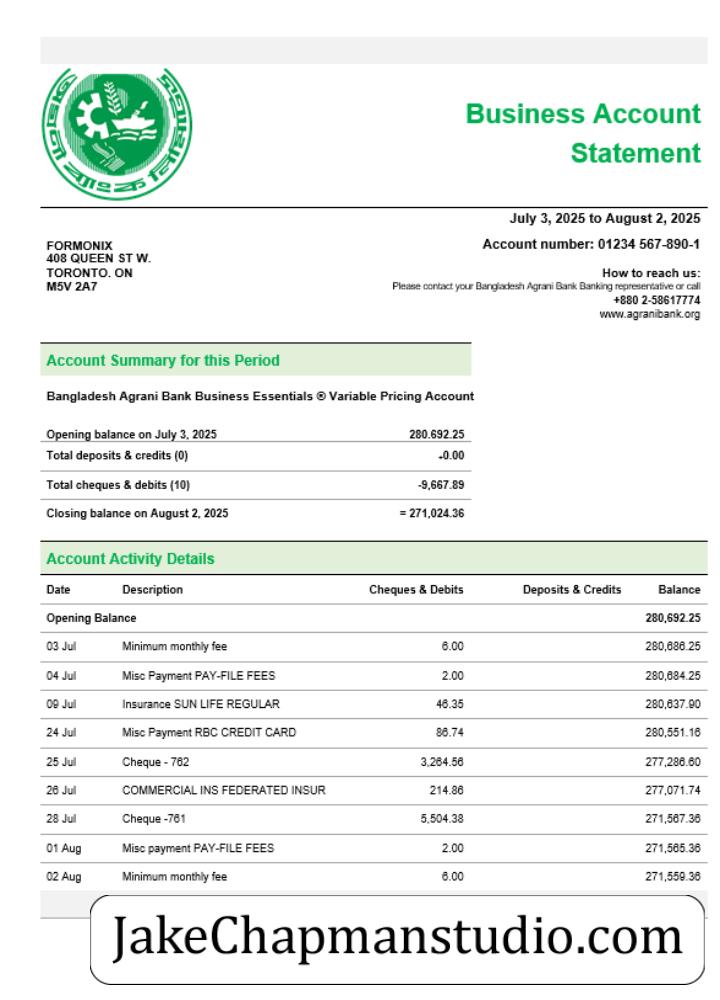 Business Account
Statement
July 3, 2025 to August 2, 2025
FORMONIX
408 QUEEN ST W.
TORONTO. ON
M5V 2A7
Account number: 01234 567-890-1
How to reach us:
Please contact your Bangladesh Agrani Bank Banking representative or call
+880 2-58617774
www.agranibank.org
Account Summary for this Period
Bangladesh Agrani Bank Business Essentials ® Variable Pricing Account
Opening balance on July 3, 2025 280.692.25
Total deposits & credits (0) +0.00
Total cheques & debits (10) -9,667.89
Closing balance on August 2, 2025 = 271,024.36
Account Activity Details
Date Description Cheques & Debits Deposits & Credits Balance
Opening Balance 280,692.25
03 Jul Minimum monthly fee 6.00 280,686.25
04 Jul Misc Payment PAY-FILE FEES 2.00 280,684.25
09 Jul Insurance SUN LIFE REGULAR 46.35 280,637.90
24 Jul Misc Payment RBC CREDIT CARD 86.74 280,551.16
25 Jul Cheque - 762 3,264.56 277,286.60
26 Jul COMMERCIAL INS FEDERATED INSUR 214.86 277,071.74
28 Jul Cheque -761 5,504.38 271,567.36
01 Aug Misc payment PAY-FILE FEES 2.00 271,565.36
02 Aug Minimum monthly fee 6.00 271,559.36
JakeChapmanstudio.com